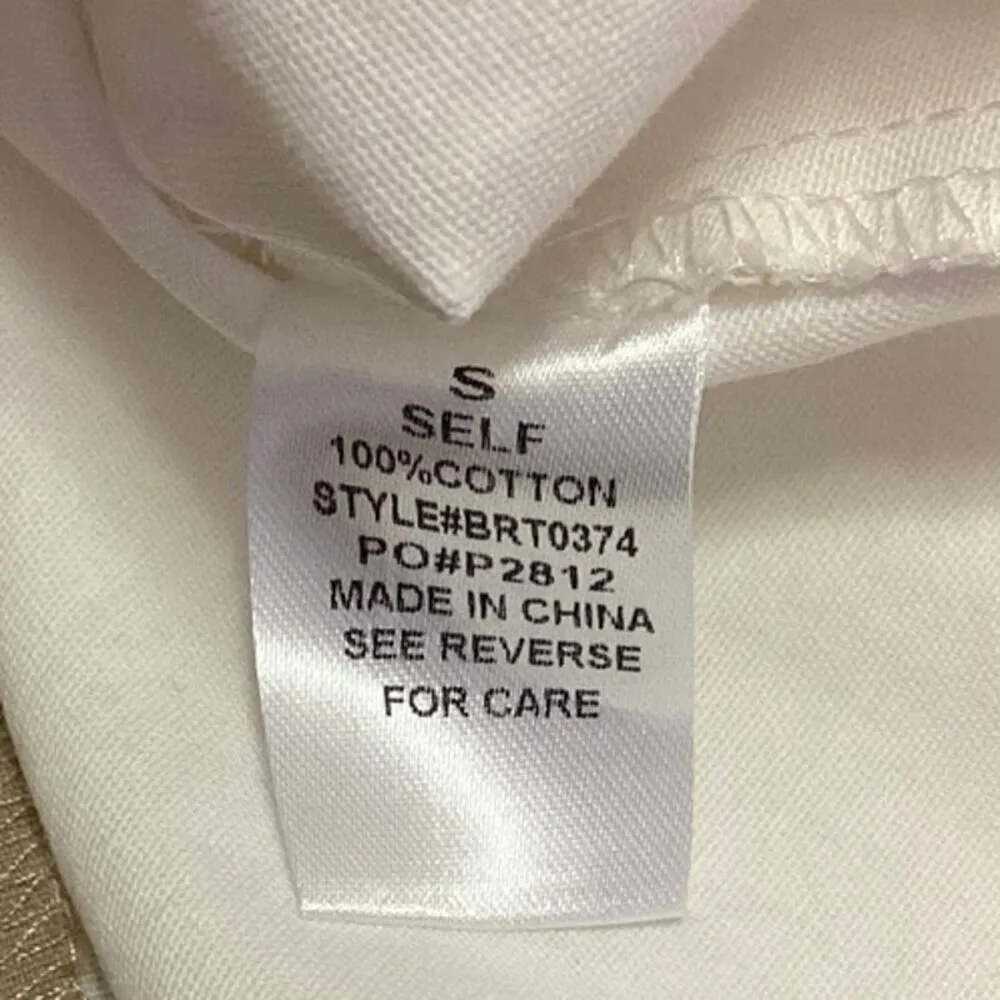 S
SELF
100%COTTON
STYLE#BRT0374
PO#P2812
MADE IN CHINA
SEE REVERSE
FOR CARE